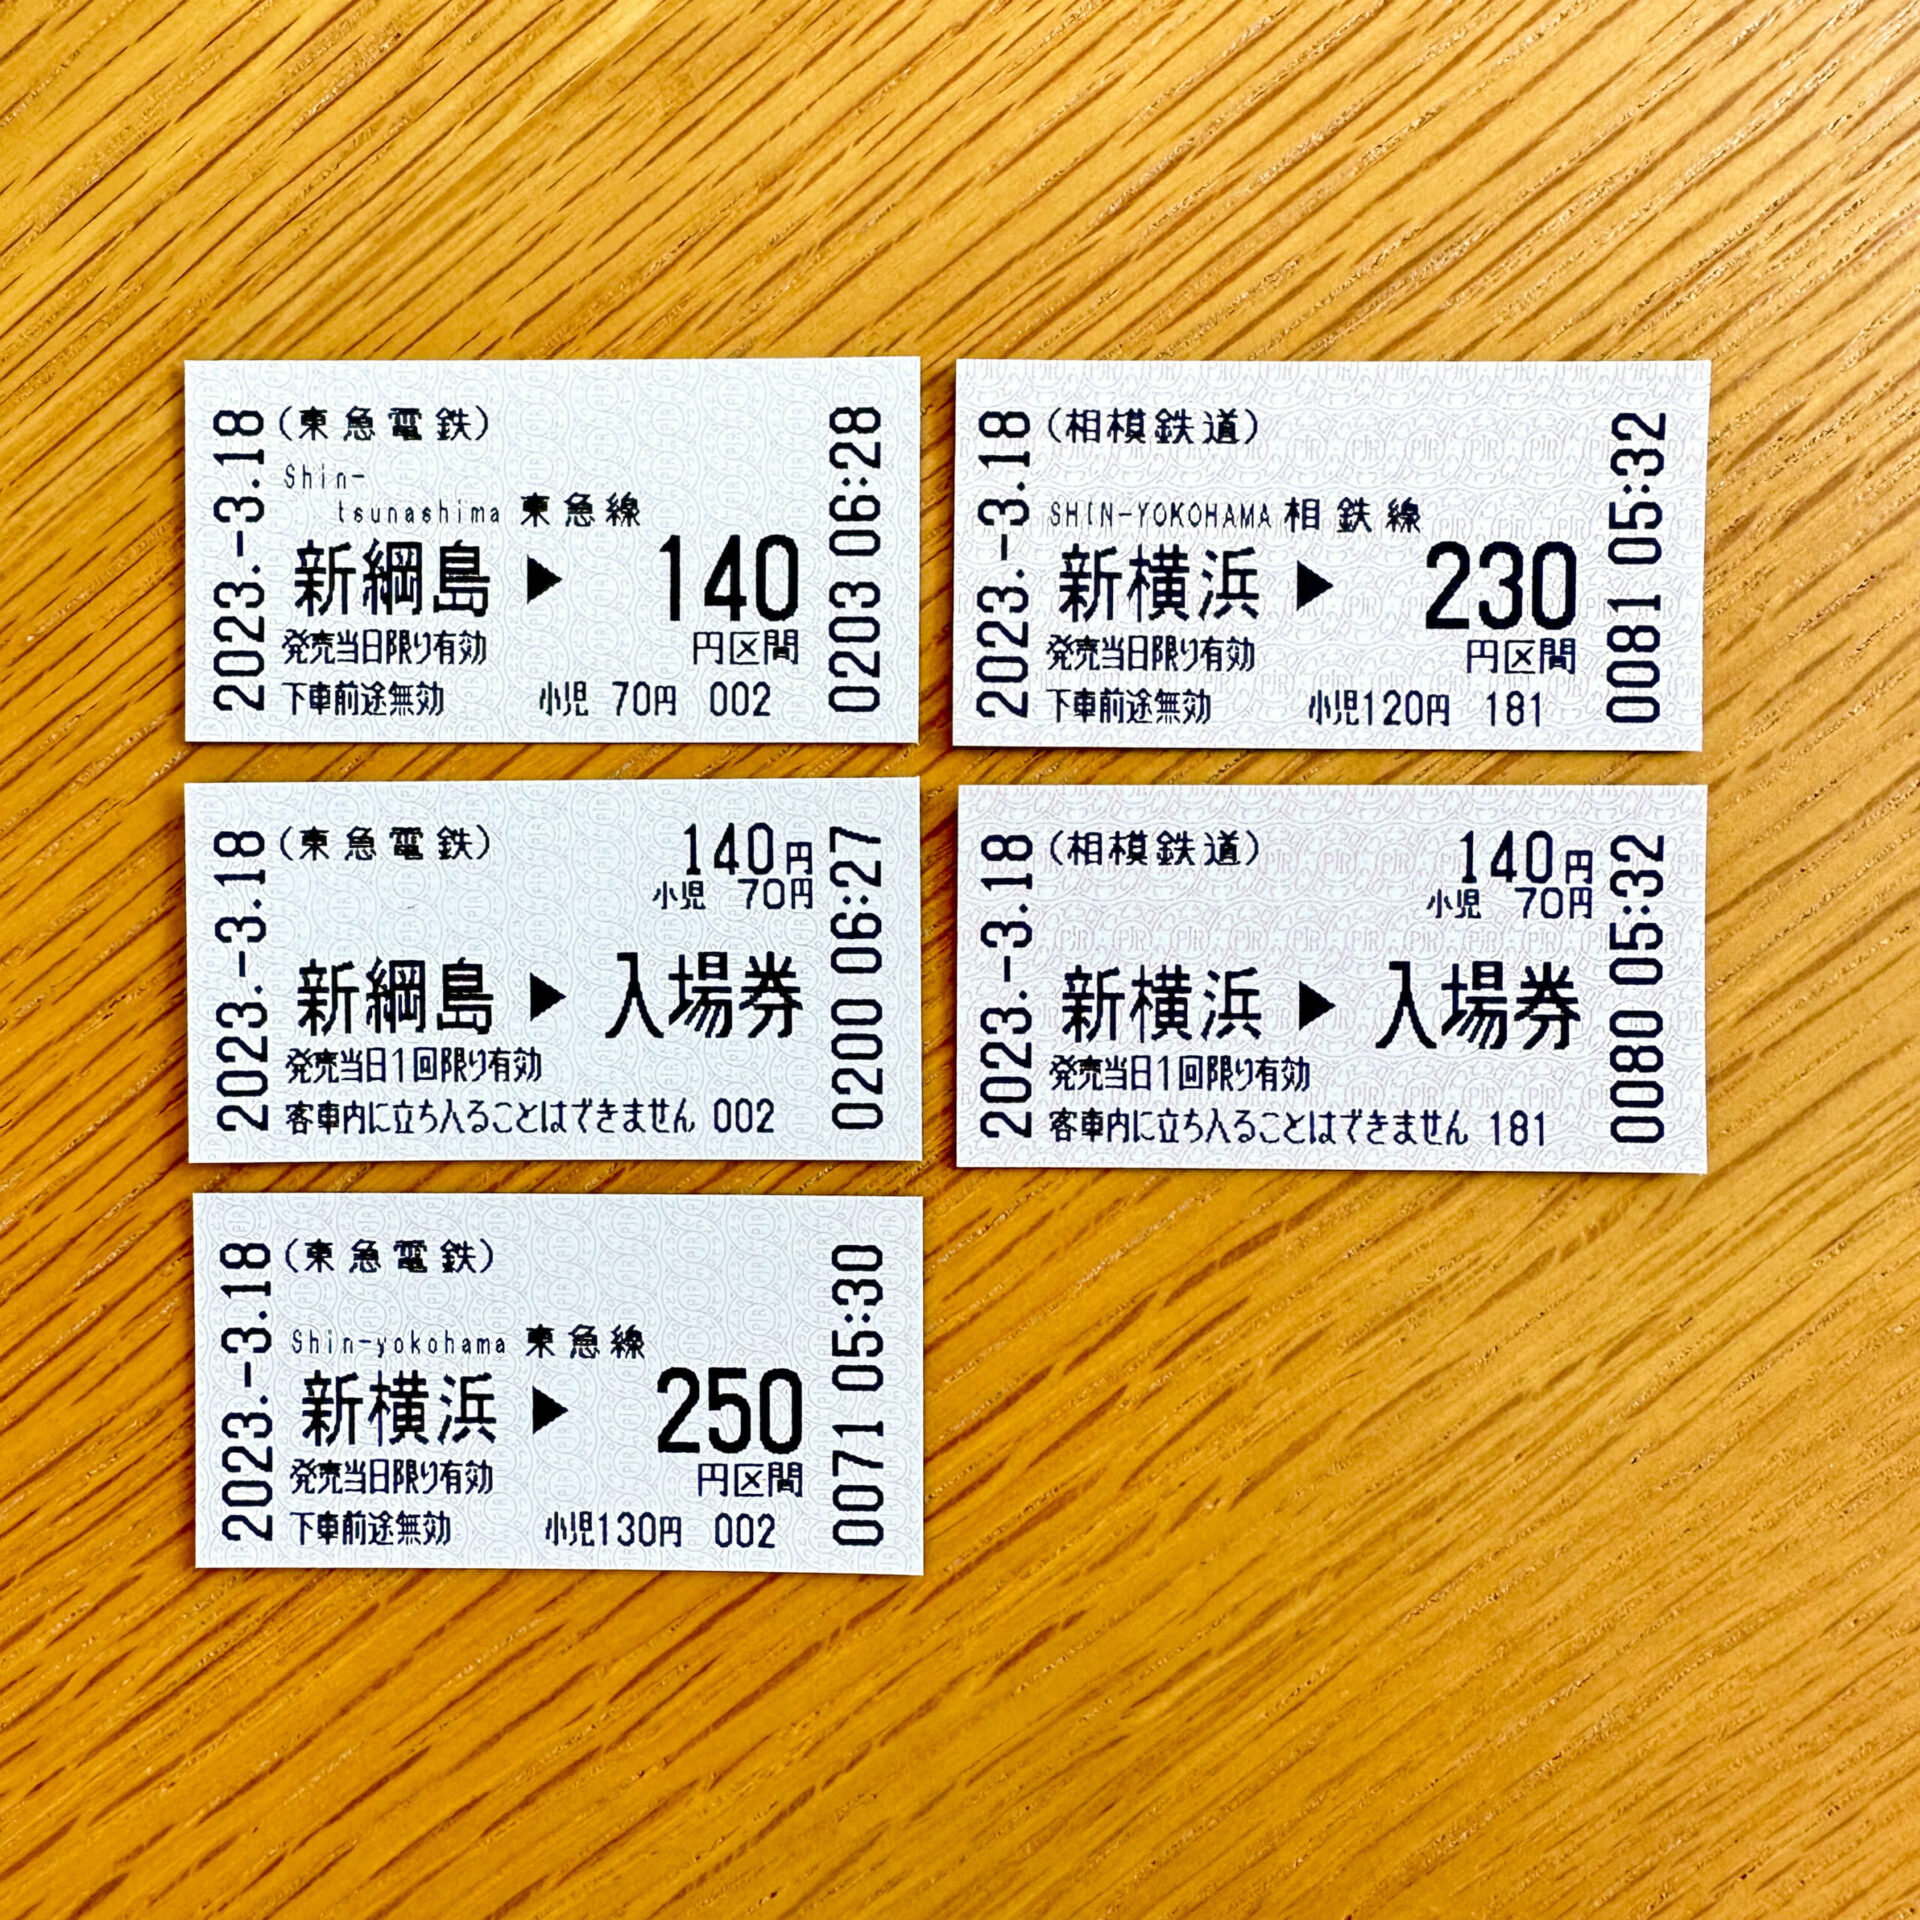 2023.-3.18
(東急電鉄)
Shin-
tsunashima 東急線
新綱島 ▶ 140
円区間
発売当日限り有効
下車前途無効 小児 70円 002
0203 06:28
2023.-3.18
(相模鉄道)
SHIN-YOKOHAMA 相鉄線
新横浜 ▶ 230
円区間
発売当日限り有効
下車前途無効 小児120円 181
0081 05:32
2023.-3.18
(東急電鉄) 140円
小児 70円
新綱島 ▶ 入場券
発売当日1回限り有効
客車内に立ち入ることはできません 002
0200 06:27
2023.-3.18
(相模鉄道) 140円
小児 70円
新横浜 ▶ 入場券
発売当日1回限り有効
客車内に立ち入ることはできません 181
0080 05:32
2023.-3.18
(東急電鉄)
Shin-yokohama 東急線
新横浜 ▶ 250
円区間
発売当日限り有効
下車前途無効 小児130円 002
0071 05:30